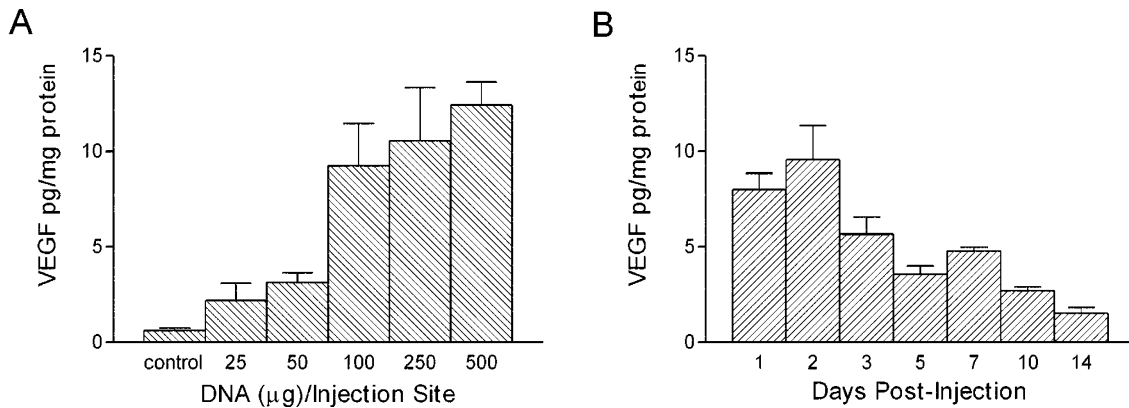 A
VEGF pg/mg protein
15
10
5
0
control 25 50 100 250 500
DNA (μg)/Injection Site
B
VEGF pg/mg protein
15
10
5
0
1 2 3 5 7 10 14
Days Post-Injection